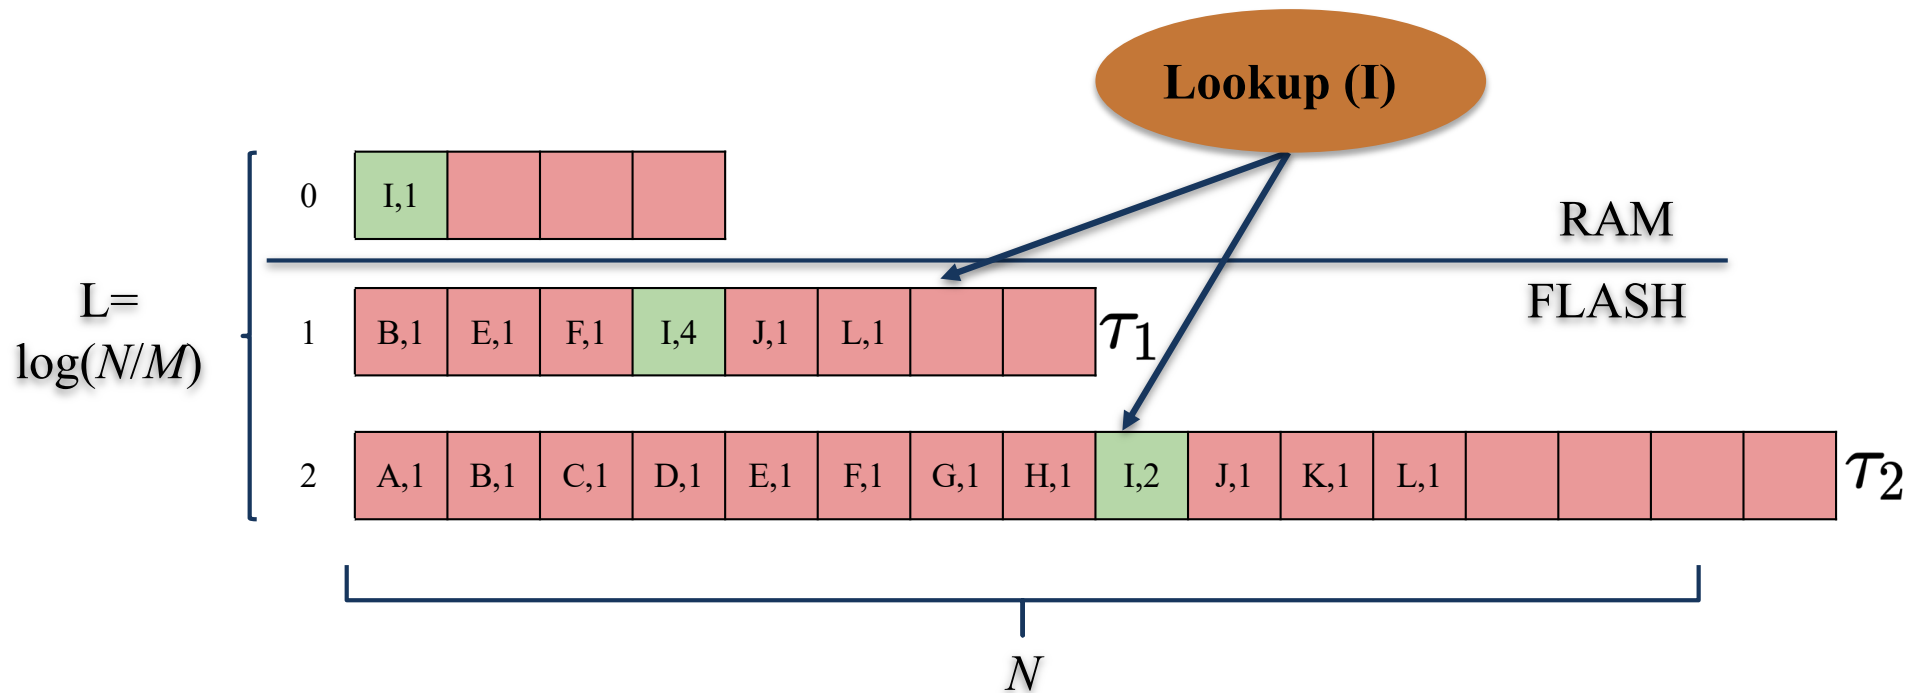 Lookup (I)
0
I,1
RAM
FLASH
L=
log(N/M)
1
B,1 E,1 F,1 I,4 J,1 L,1
τ1
2
A,1 B,1 C,1 D,1 E,1 F,1 G,1 H,1 I,2 J,1 K,1 L,1
τ2
N